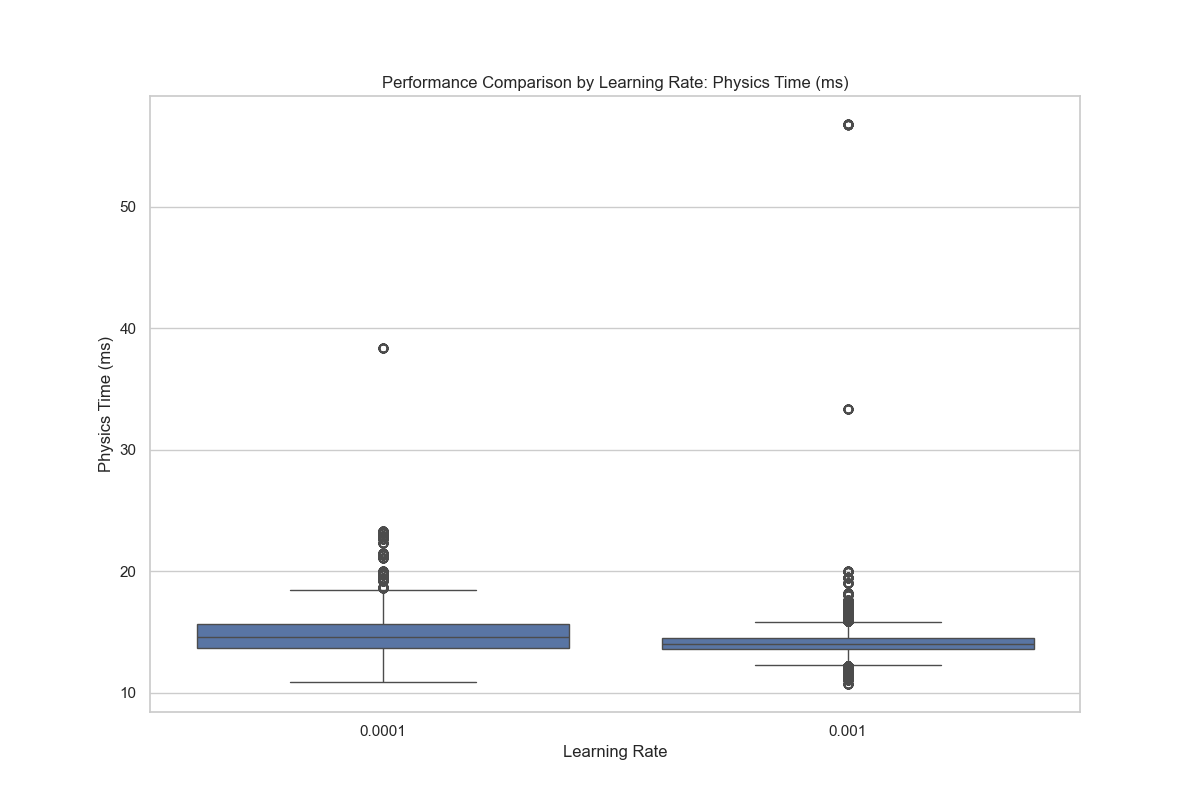 Performance Comparison by Learning Rate: Physics Time (ms)
50
40
30
20
10
Physics Time (ms)
0.0001
0.001
Learning Rate